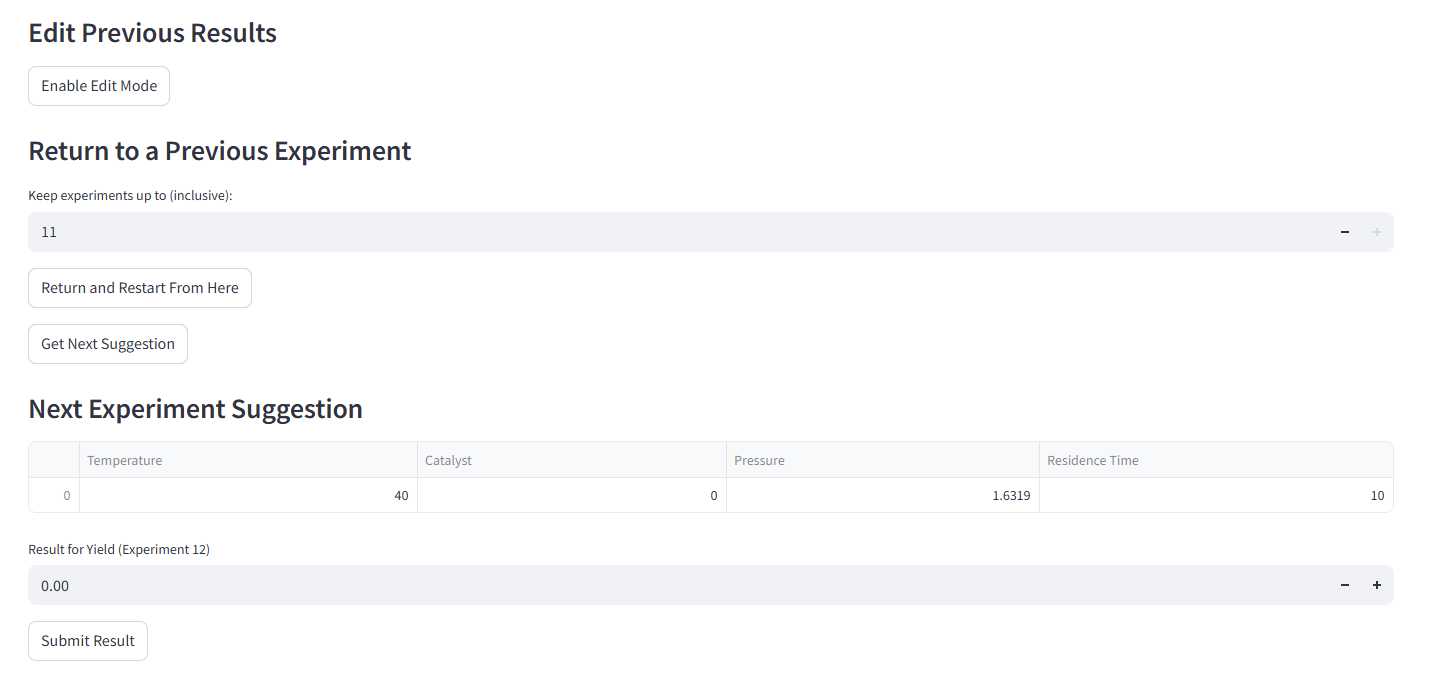 Edit Previous Results
Enable Edit Mode
Return to a Previous Experiment
Keep experiments up to (inclusive):
11
Return and Restart From Here
Get Next Suggestion
Next Experiment Suggestion
Temperature Catalyst Pressure Residence Time
0 40 0 1.6319 10
Result for Yield (Experiment 12)
0.00
Submit Result